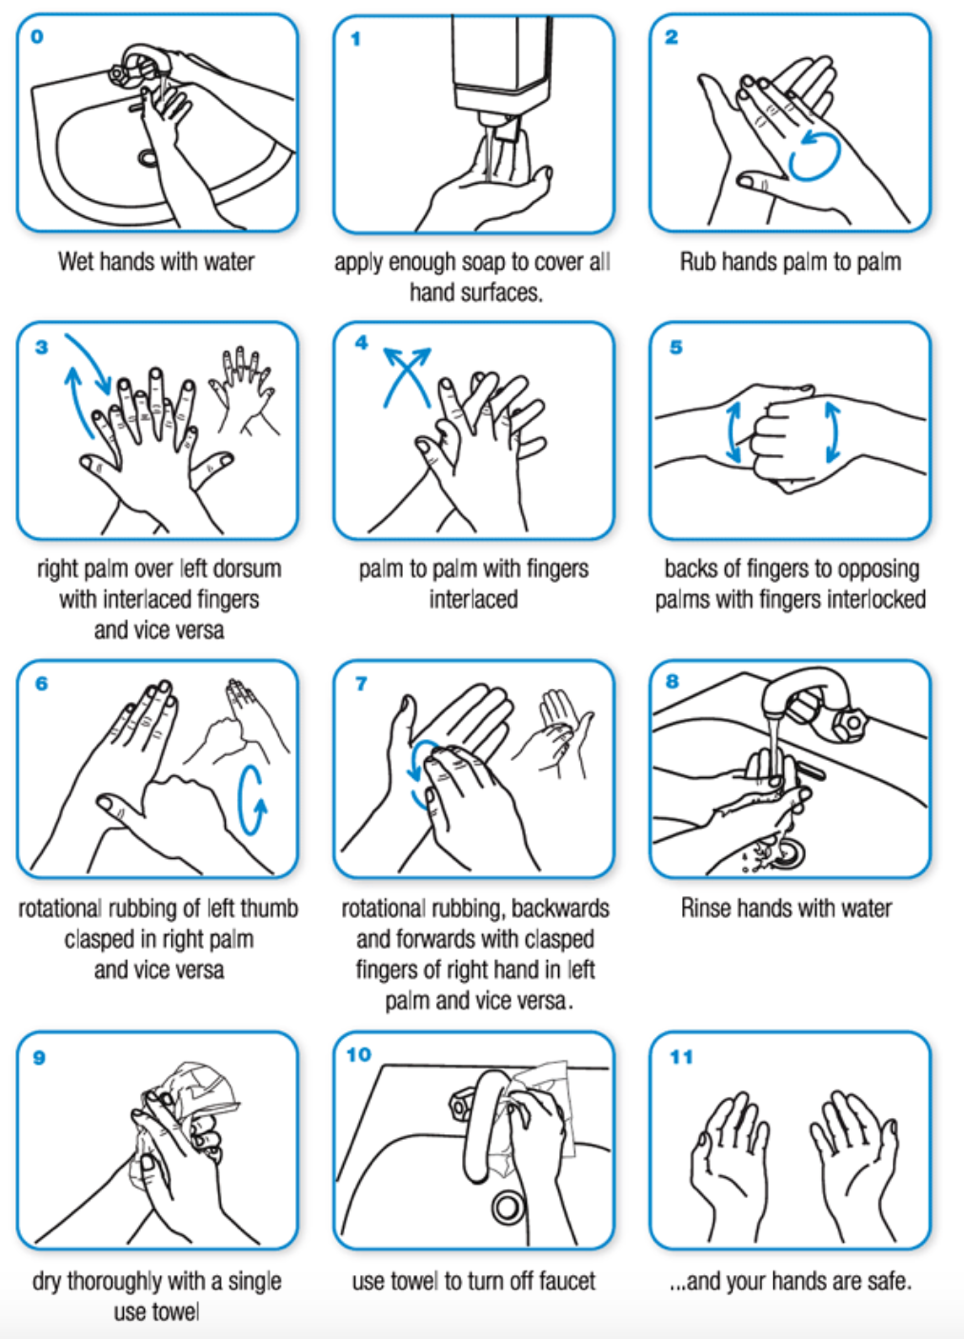 0
Wet hands with water
1
apply enough soap to cover all
hand surfaces.
2
Rub hands palm to palm
3
right palm over left dorsum
with interlaced fingers
and vice versa
4
palm to palm with fingers
interlaced
5
backs of fingers to opposing
palms with fingers interlocked
6
rotational rubbing of left thumb
clasped in right palm
and vice versa
7
rotational rubbing, backwards
and forwards with clasped
fingers of right hand in left
palm and vice versa.
8
Rinse hands with water
9
dry thoroughly with a single
use towel
10
use towel to turn off faucet
11
...and your hands are safe.